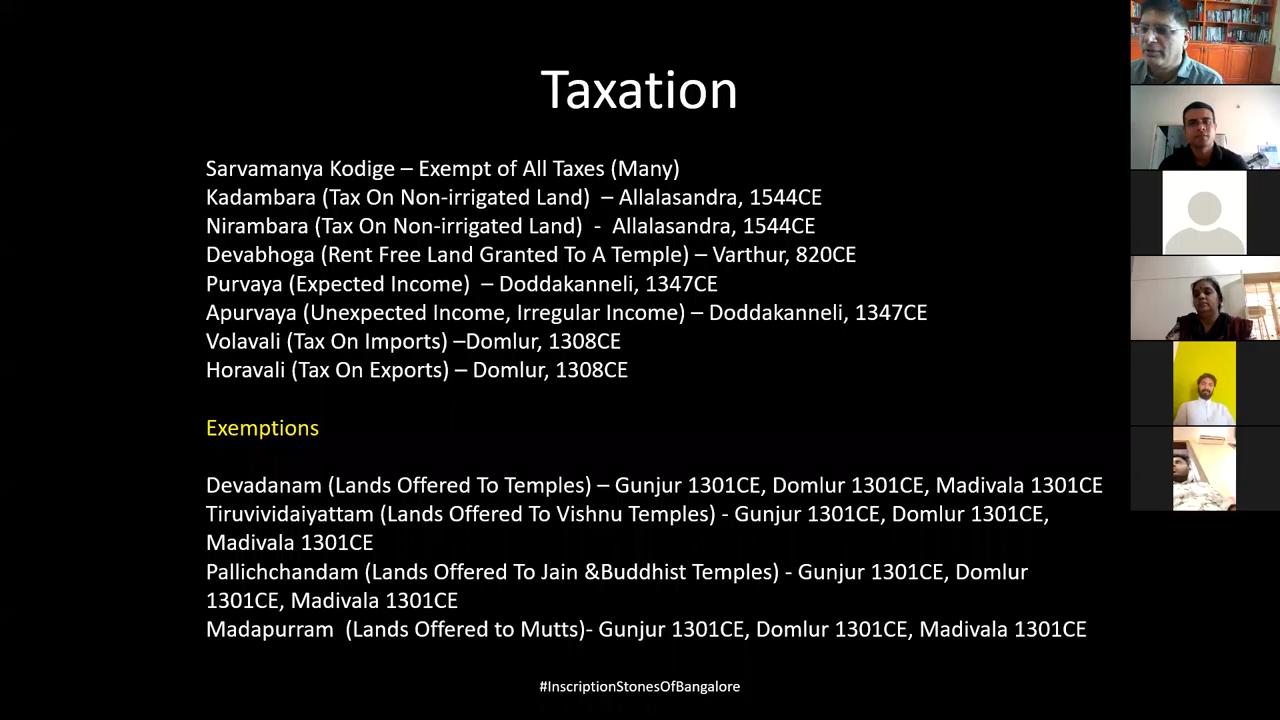 Taxation
Sarvamanya Kodige – Exempt of All Taxes (Many)
Kadambara (Tax On Non-irrigated Land)  – Allalasandra, 1544CE
Nirambara (Tax On Non-irrigated Land)  -  Allalasandra, 1544CE
Devabhoga (Rent Free Land Granted To A Temple) – Varthur, 820CE
Purvaya (Expected Income)  – Doddakanneli, 1347CE
Apurvaya (Unexpected Income, Irregular Income) – Doddakanneli, 1347CE
Volavali (Tax On Imports) –Domlur, 1308CE
Horavali (Tax On Exports) – Domlur, 1308CE
Exemptions
Devadanam (Lands Offered To Temples) – Gunjur 1301CE, Domlur 1301CE, Madivala 1301CE
Tiruvividaiyattam (Lands Offered To Vishnu Temples) - Gunjur 1301CE, Domlur 1301CE,
Madivala 1301CE
Pallichchandam (Lands Offered To Jain &Buddhist Temples) - Gunjur 1301CE, Domlur
1301CE, Madivala 1301CE
Madapurram  (Lands Offered to Mutts)- Gunjur 1301CE, Domlur 1301CE, Madivala 1301CE
#InscriptionStonesOfBangalore